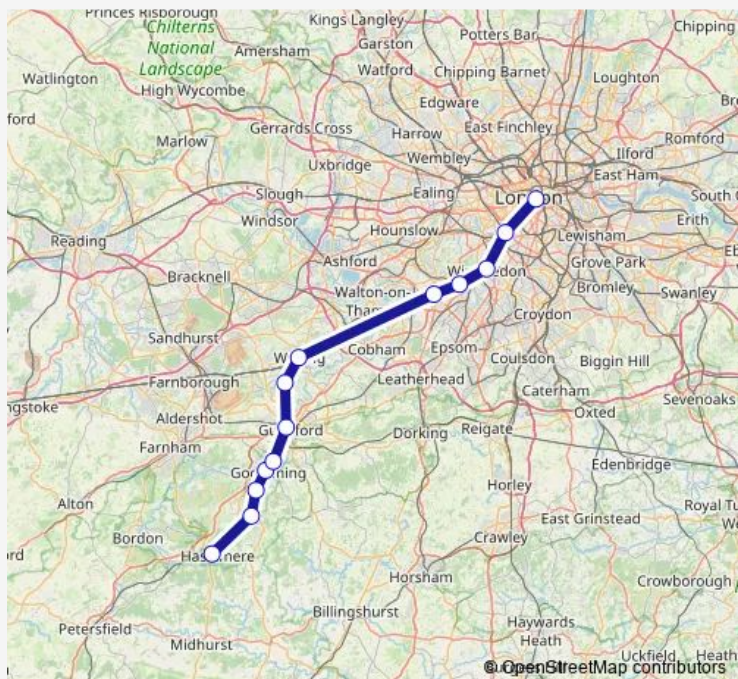 Princes Risborough
Chilterns
National
Landscape
Kings Langley
Garston
Potters Bar
Chipping
Amersham
Watford
Chipping Barnet
Loughton
Watlington
High Wycombe
Edgware
Marlow
Gerrards Cross
Harrow
East Finchley
Romford
Uxbridge
Wembley
Ilford
East Ham
Slough
Ealing
London
Windsor
Hounslow
Erith
Reading
Ashford
Lewisham
Grove Park
Bracknell
Bromley
Swanley
Croydon
Sandhurst
Cobham
Epsom
Coulsdon
Biggin Hill
Farnborough
Leatherhead
Caterham
Sevenoaks
Oxted
Aldershot
Dorking
Reigate
Farnham
Edenbridge
Alton
Horley
East Grinstead
Bordon
Crawley
Horsham
Crowborough
Petersfield
Billingshurst
Midhurst
Haywards
Heath
Uckfield
© OpenStreetMap contributors